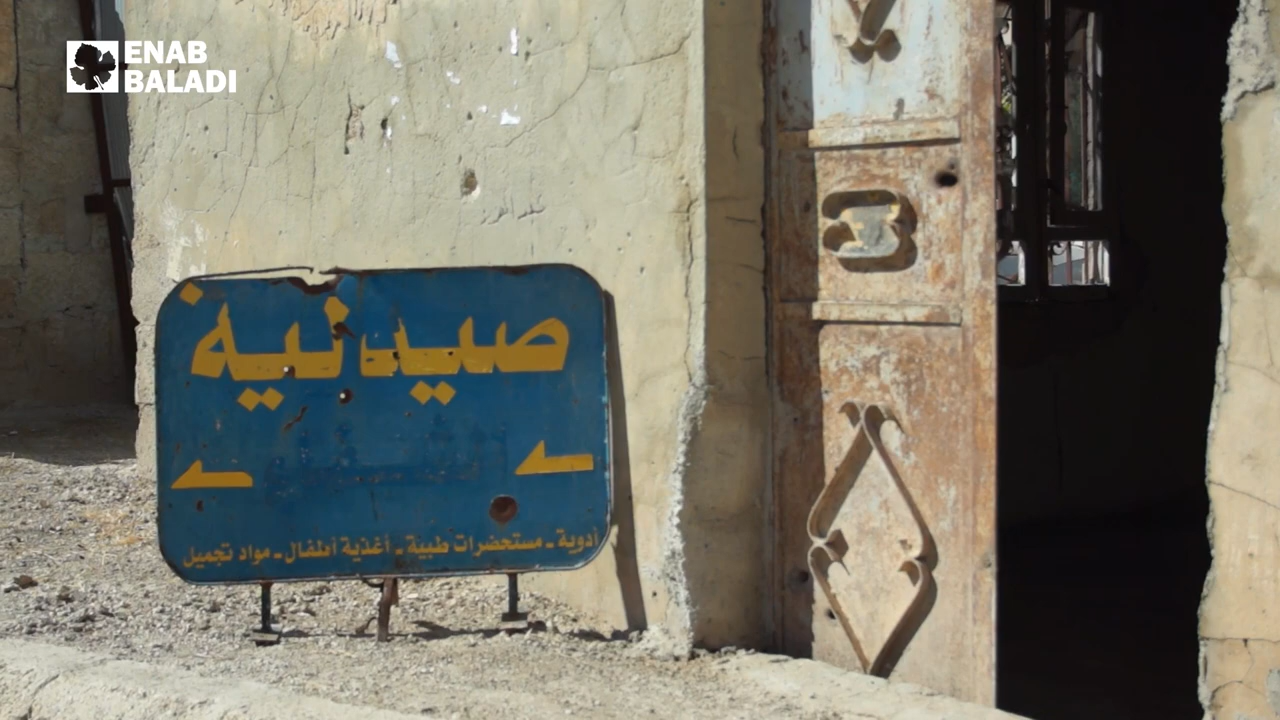 ENAB
BALADI
صيدلية
أدوية - مستحضرات طبية - أغذية أطفال - مواد تجميل